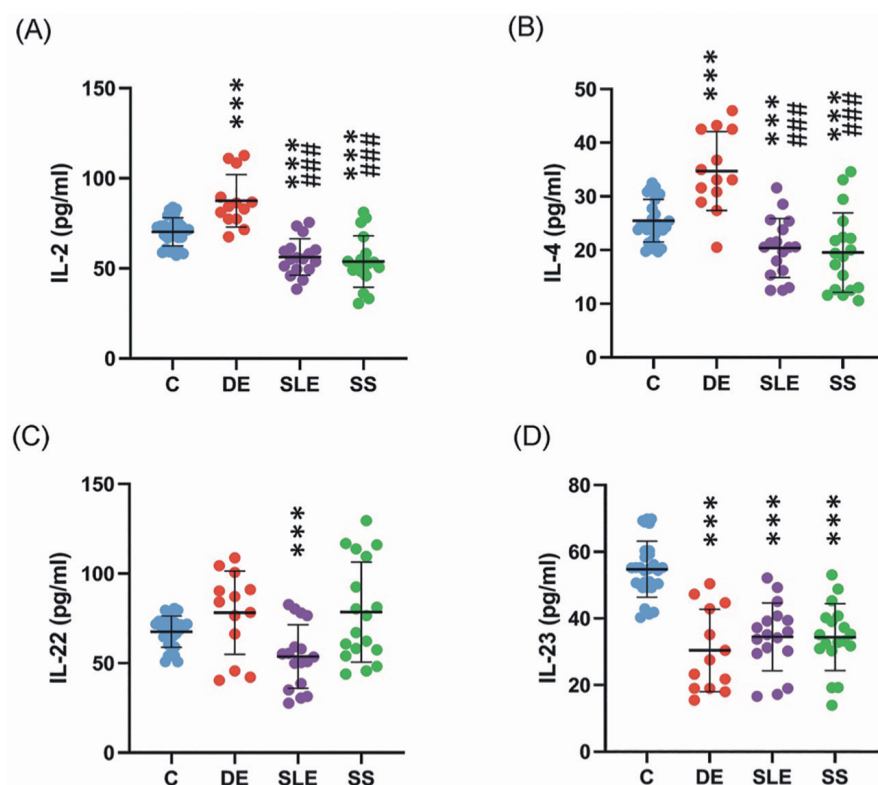 (A)
IL-2 (pg/ml)
150
100
50
0
***
***
###
***
###
C DE SLE SS
(B)
IL-4 (pg/ml)
50
40
30
20
10
0
***
***
###
***
###
C DE SLE SS
(C)
IL-22 (pg/ml)
150
100
50
0
***
C DE SLE SS
(D)
IL-23 (pg/ml)
80
60
40
20
0
***
***
***
C DE SLE SS